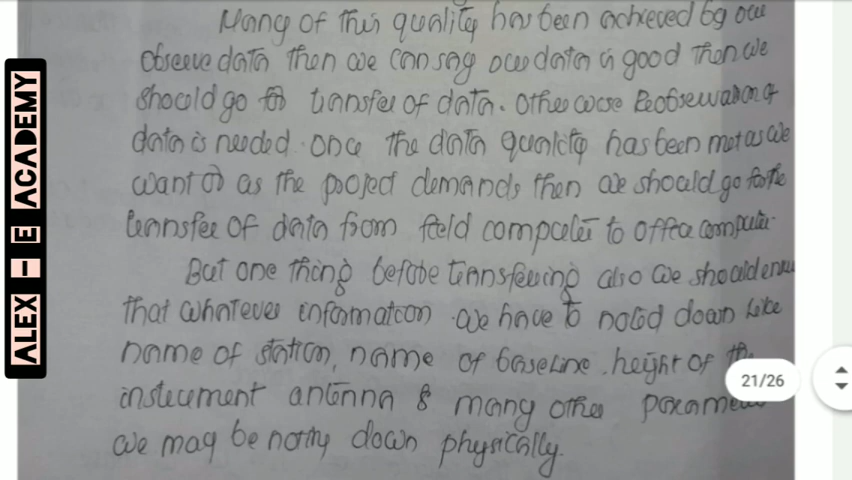 Many of this quality has been achieved by our
observe data then we can say our data is good Then we
should go for transfer of data. Otherwise Reobservation of
data is needed. Once the data quality has been met as we
want or as the project demands then we should go for the
transfer of data from field computer to office computer.
But one thing before transferring also we should ensu
that whatever information we have to noted down like
name of station, name of baseline, height of the
instrument antenna & many other parame
we may be notity down physically.
21/26
ALEX - E ACADEMY